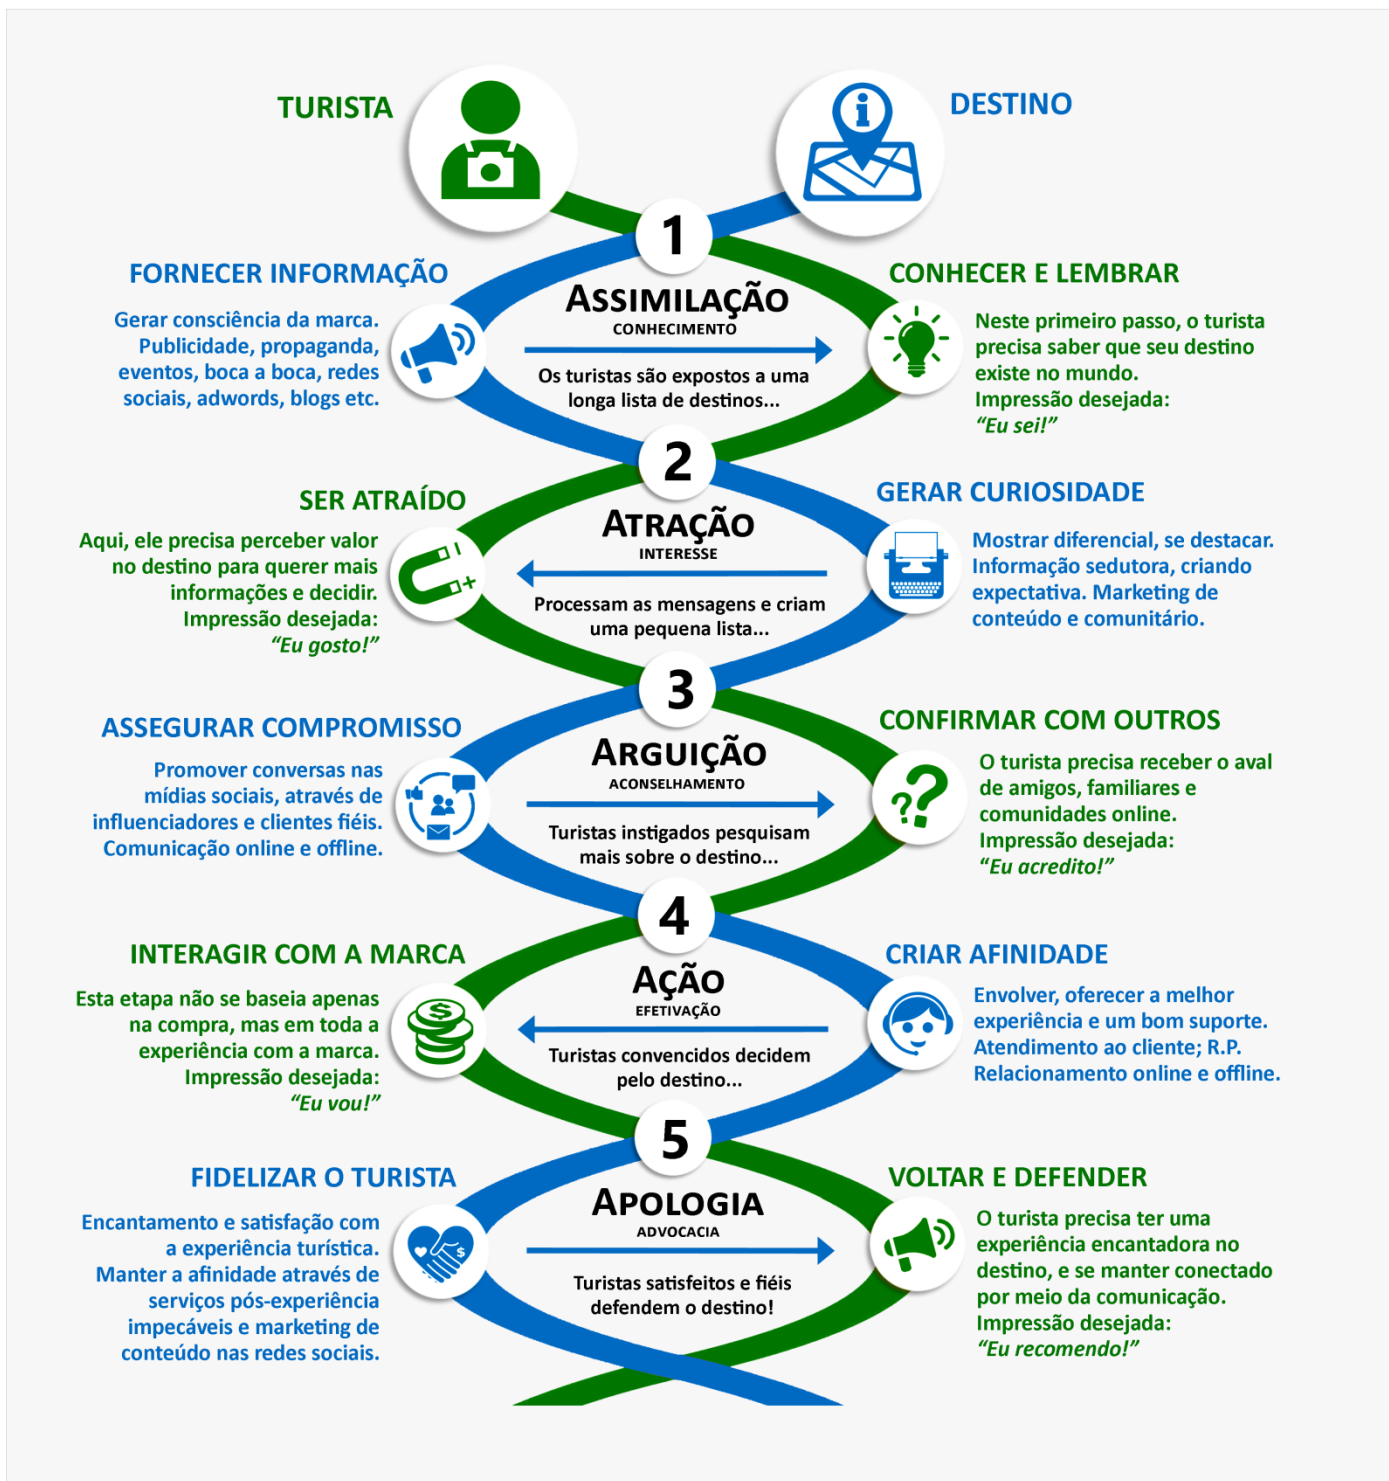 TURISTA
DESTINO
1
FORNECER INFORMAÇÃO
Gerar consciência da marca.
Publicidade, propaganda,
eventos, boca a boca, redes
sociais, adwords, blogs etc.
ASSIMILAÇÃO
CONHECIMENTO
Os turistas são expostos a uma
longa lista de destinos...
CONHECER E LEMBRAR
Neste primeiro passo, o turista
precisa saber que seu destino
existe no mundo.
Impressão desejada:
“Eu sei!”
2
SER ATRAÍDO
Aqui, ele precisa perceber valor
no destino para querer mais
informações e decidir.
Impressão desejada:
“Eu gosto!”
ATRAÇÃO
INTERESSE
Processam as mensagens e criam
uma pequena lista...
GERAR CURIOSIDADE
Mostrar diferencial, se destacar.
Informação sedutora, criando
expectativa. Marketing de
conteúdo e comunitário.
3
ASSEGURAR COMPROMISSO
Promover conversas nas
mídias sociais, através de
influenciadores e clientes fiéis.
Comunicação online e offline.
ARGUIÇÃO
ACONSELHAMENTO
Turistas instigados pesquisam
mais sobre o destino...
CONFIRMAR COM OUTROS
O turista precisa receber o aval
de amigos, familiares e
comunidades online.
Impressão desejada:
“Eu acredito!”
4
INTERAGIR COM A MARCA
Esta etapa não se baseia apenas
na compra, mas em toda a
experiência com a marca.
Impressão desejada:
“Eu vou!”
AÇÃO
EFETIVAÇÃO
Turistas convencidos decidem
pelo destino...
CRIAR AFINIDADE
Envolver, oferecer a melhor
experiência e um bom suporte.
Atendimento ao cliente; R.P.
Relacionamento online e offline.
5
FIDELIZAR O TURISTA
Encantamento e satisfação com
a experiência turística.
Manter a afinidade através de
serviços pós-experiência
impecáveis e marketing de
conteúdo nas redes sociais.
APOLOGIA
ADVOCACIA
Turistas satisfeitos e fiéis
defendem o destino!
VOLTAR E DEFENDER
O turista precisa ter uma
experiência encantadora no
destino, e se manter conectado
por meio da comunicação.
Impressão desejada:
“Eu recomendo!”